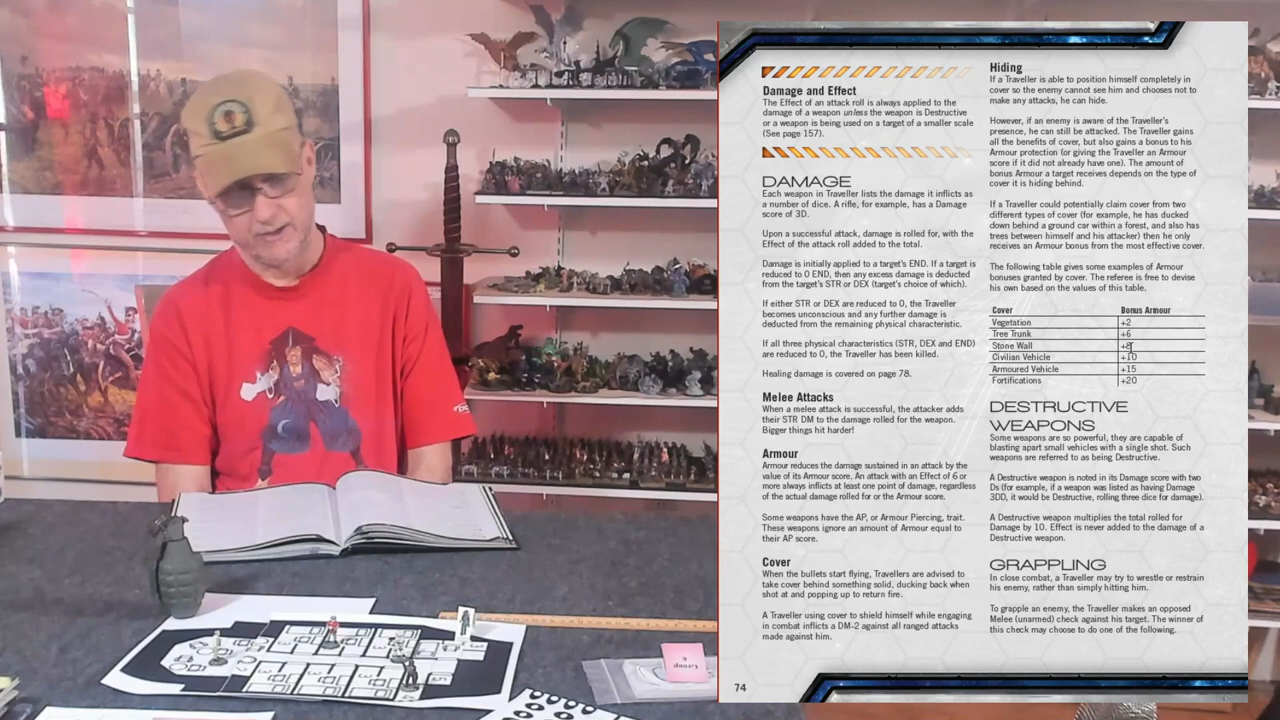 Damage and Effect
The Effect of an attack roll is always applied to the
damage of a weapon unless the weapon is Destructive
or a weapon is being used on a target of a smaller scale
(See page 157).
DAMAGE
Each weapon in Traveller lists the damage it inflicts as
a number of dice. A rifle, for example, has a Damage
score of 3D.
Upon a successful attack, damage is rolled for, with the
Effect of the attack roll added to the total.
Damage is initially applied to a target's END. If a target is
reduced to 0 END, then any excess damage is deducted
from the target's STR or DEX (target's choice of which).
If either STR or DEX are reduced to 0, the Traveller
becomes unconscious and any further damage is
deducted from the remaining physical characteristic.
If all three physical characteristics (STR, DEX and END)
are reduced to 0, the Traveller has been killed.
Healing damage is covered on page 78.
Melee Attacks
When a melee attack is successful, the attacker adds
their STR DM to the damage rolled for the weapon.
Bigger things hit harder!
Armour
Armour reduces the damage sustained in an attack by the
value of its Armour score. An attack with an Effect of 6 or
more always inflicts at least one point of damage, regardless
of the actual damage rolled for or the Armour score.
Some weapons have the AP, or Armour Piercing, trait.
These weapons ignore an amount of Armour equal to
their AP score.
Cover
When the bullets start flying, Travellers are advised to
take cover behind something solid, ducking back when
shot at and popping up to return fire.
A Traveller using cover to shield himself while engaging
in combat inflicts a DM-2 against all ranged attacks
made against him.
74
Hiding
If a Traveller is able to position himself completely in
cover so the enemy cannot see him and chooses not to
make any attacks, he can hide.
However, if an enemy is aware of the Traveller's
presence, he can still be attacked. The Traveller gains
all the benefits of cover, but also gains a bonus to his
Armour protection (or giving the Traveller an Armour
score if it did not already have one). The amount of
bonus Armour a target receives depends on the type of
cover it is hiding behind.
If a Traveller could potentially claim cover from two
different types of cover (for example, he has ducked
down behind a ground car within a forest, and also has
trees between himself and his attacker) then he only
receives an Armour bonus from the most effective cover.
The following table gives some examples of Armour
bonuses granted by cover. The referee is free to devise
his own based on the values of this table.
Cover Bonus Armour
Vegetation +2
Tree Trunk +6
Stone Wall +8
Civilian Vehicle +10
Armoured Vehicle +15
Fortifications +20
DESTRUCTIVE
WEAPONS
Some weapons are so powerful, they are capable of
blasting apart small vehicles with a single shot. Such
weapons are referred to as being Destructive.
A Destructive weapon is noted in its Damage score with two
Ds (for example, if a weapon was listed as having Damage
3DD, it would be Destructive, rolling three dice for damage).
A Destructive weapon multiplies the total rolled for
Damage by 10. Effect is never added to the damage of a
Destructive weapon.
GRAPPLING
In close combat, a Traveller may try to wrestle or restrain
his enemy, rather than simply hitting him.
To grapple an enemy, the Traveller makes an opposed
Melee (unarmed) check against his target. The winner of
this check may choose to do one of the following.
Group
6